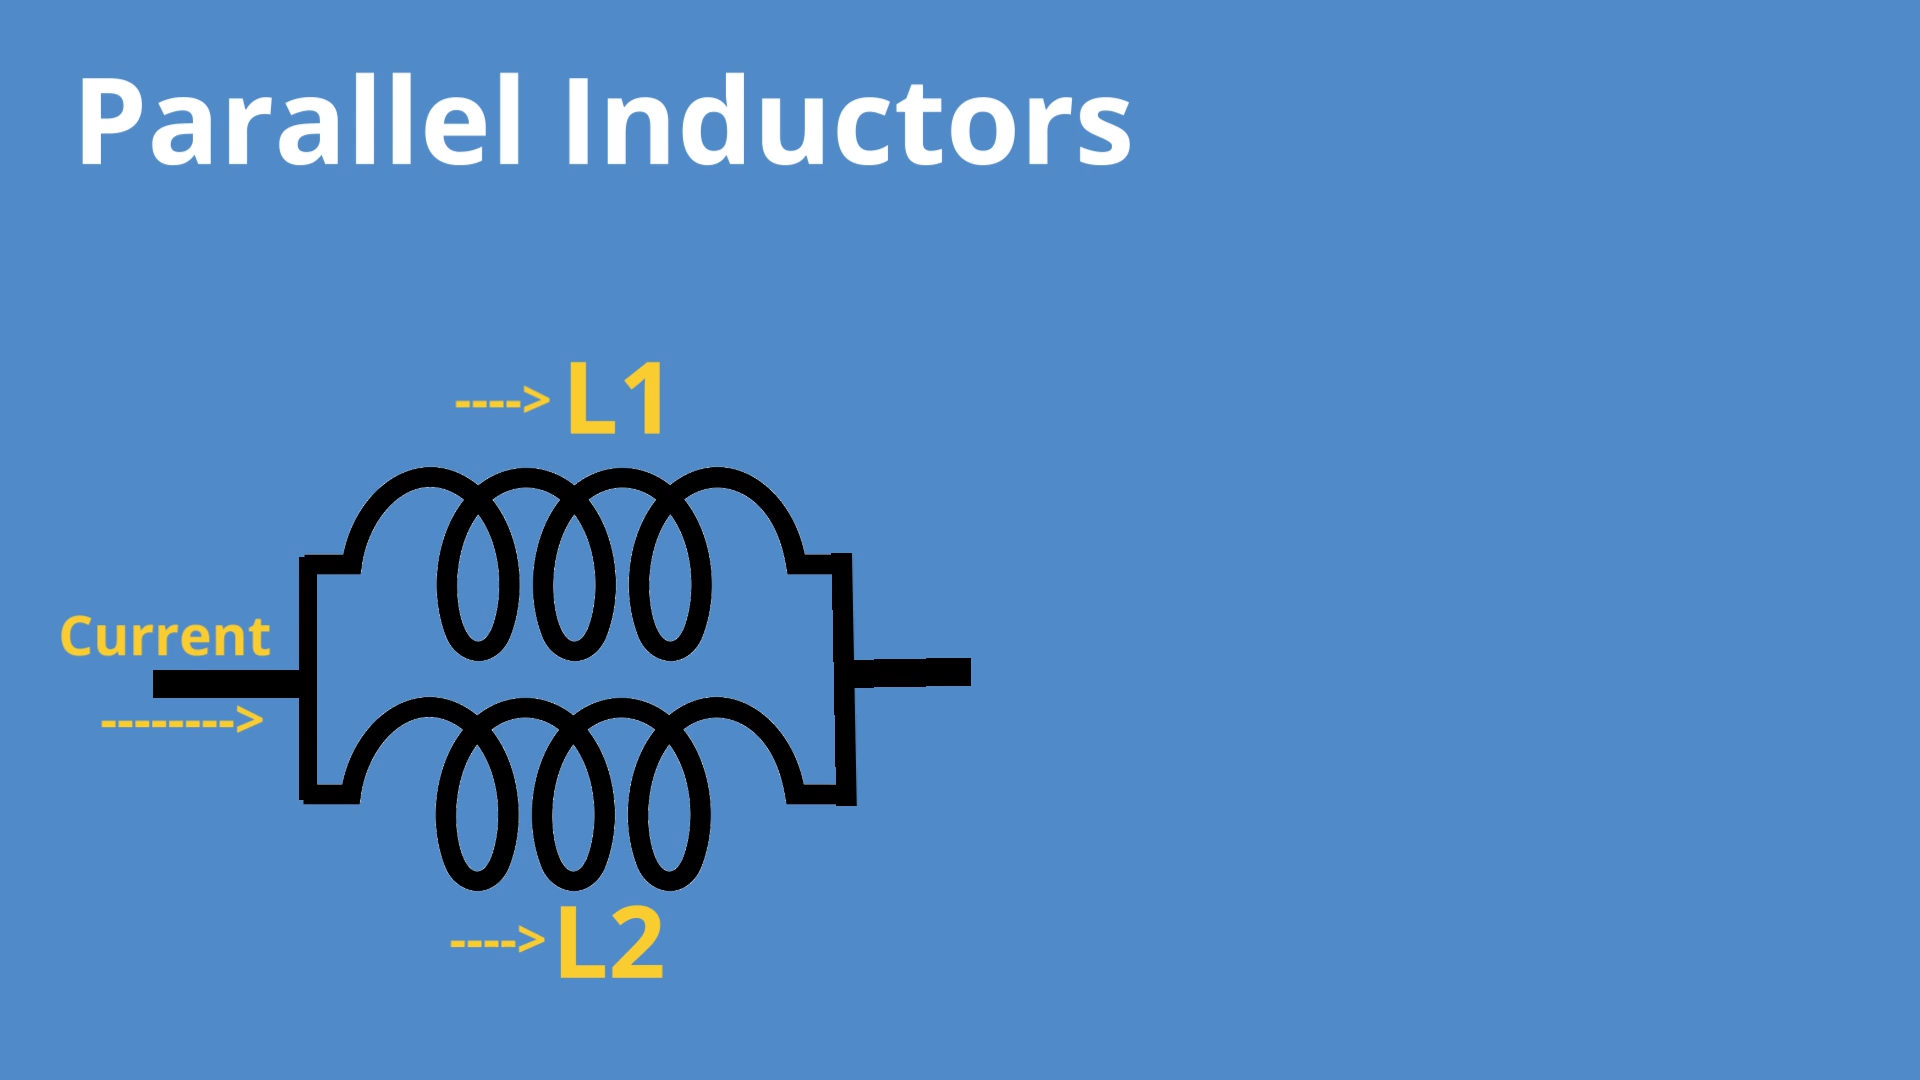 Parallel Inductors
----> L1
Current
-------->
----> L2